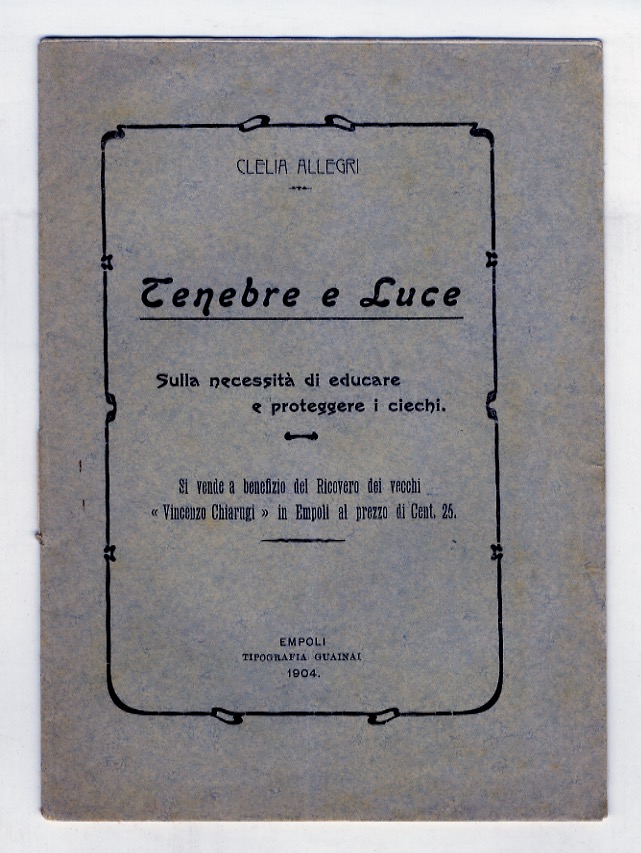 CLELIA ALLEGRI
Tenebre e Luce
Sulla necessità di educare
e proteggere i ciechi.
Si vende a benefizio del Ricovero dei vecchi
« Vincenzo Chiarugi » in Empoli al prezzo di Cent. 25.
EMPOLI
TIPOGRAFIA GUAINAI
1904.